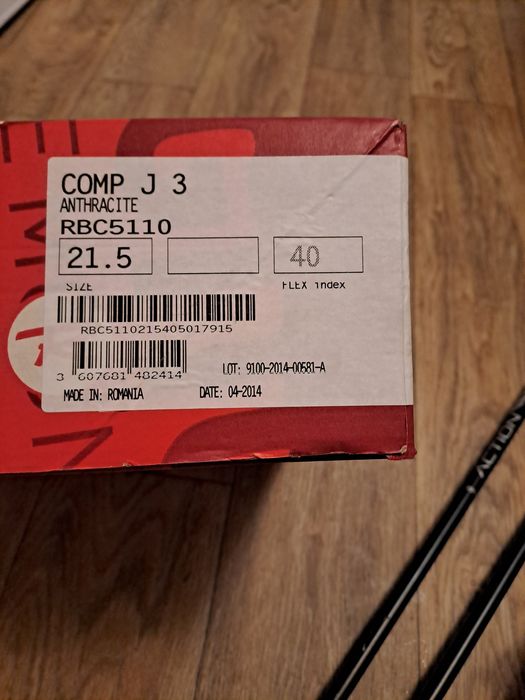 COMP J 3
ANTHRACITE
RBC5110
21.5 40
SIZE FLEX index
RBC5110215405017915
3 607681 482414
LOT: 9100-2014-00581-A
MADE IN: ROMANIA DATE: 04-2014
ACTION